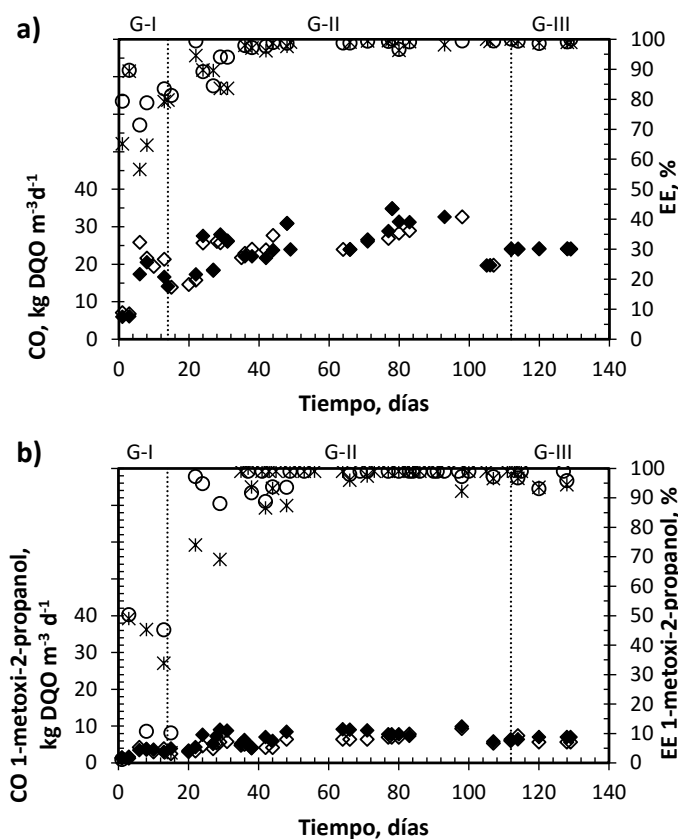 a)
G-I G-II G-III
100
90
80
70
60
50
40
30
20
10
0
EE, %
40
30
20
10
0
CO, kg DQO m-3d-1
0 20 40 60 80 100 120 140
Tiempo, días
b)
G-I G-II G-III
100
90
80
70
60
50
40
30
20
10
0
EE 1-metoxi-2-propanol, %
40
30
20
10
0
CO 1-metoxi-2-propanol,
kg DQO m-3 d-1
0 20 40 60 80 100 120 140
Tiempo, días